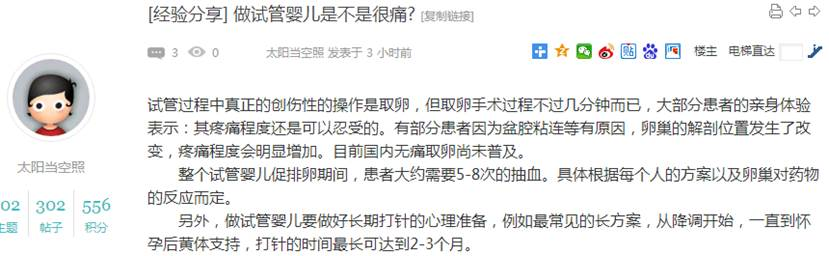 [经验分享] 做试管婴儿是不是很痛? [复制链接]
3 0 太阳当空照 发表于 3 小时前 楼主 电梯直达
试管过程中真正的创伤性的操作是取卵，但取卵手术过程不过几分钟而已，大部分患者的亲身体验
表示：其疼痛程度还是可以忍受的。有部分患者因为盆腔粘连等有原因，卵巢的解剖位置发生了改
变，疼痛程度会明显增加。目前国内无痛取卵尚未普及。
整个试管婴儿促排卵期间，患者大约需要5-8次的抽血。具体根据每个人的方案以及卵巢对药物
的反应而定。
另外，做试管婴儿要做好长期打针的心理准备，例如最常见的长方案，从降调开始，一直到怀
孕后黄体支持，打针的时间最长可达到2-3个月。
太阳当空照
02 302 556
主题 帖子 积分
贴